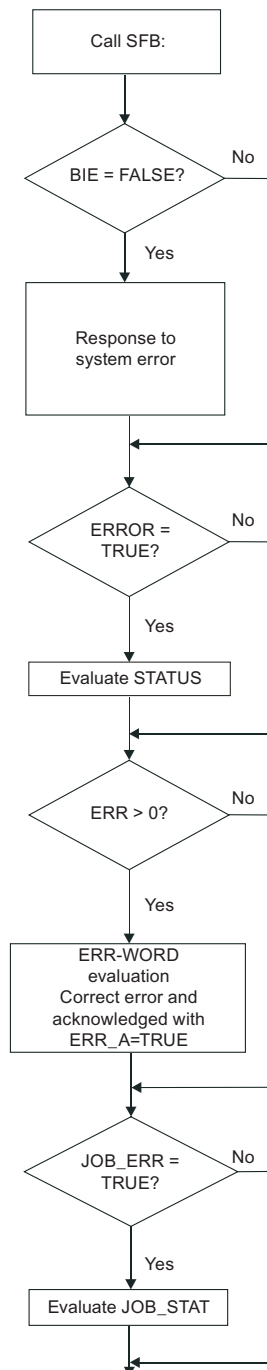 Call SFB:
BIE = FALSE?
No
Yes
Response to
system error
ERROR =
TRUE?
No
Yes
Evaluate STATUS
ERR > 0?
No
Yes
ERR-WORD
evaluation
Correct error and
acknowledged with
ERR_A=TRUE
JOB_ERR =
TRUE?
No
Yes
Evaluate JOB_STAT